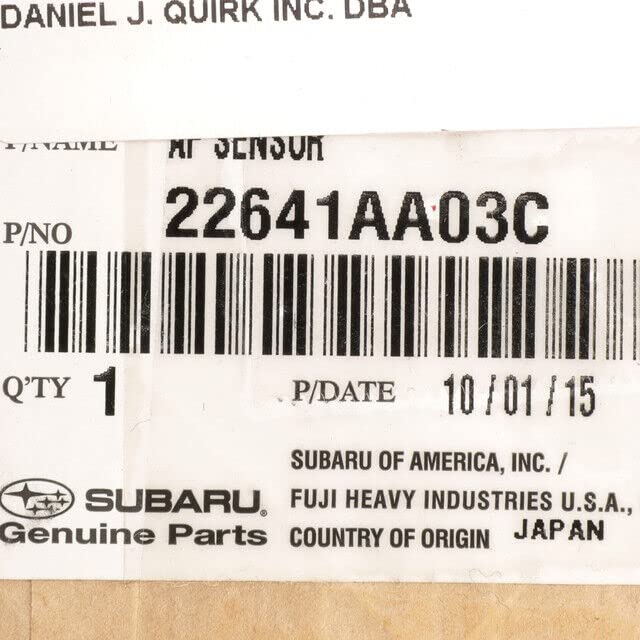 DANIEL J. QUIRK INC. DBA
P/NAME AF SENSOR
P/NO 22641AA03C
Q'TY 1 P/DATE 10/01/15
SUBARU OF AMERICA, INC. /
SUBARU® FUJI HEAVY INDUSTRIES U.S.A.,
Genuine Parts COUNTRY OF ORIGIN JAPAN